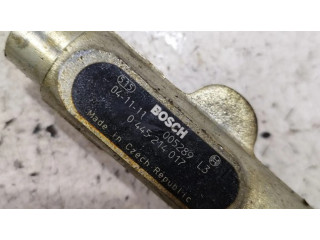 04-11-11
BOSCH
005289 L3
0 445 214 017
Made in Czech Republic